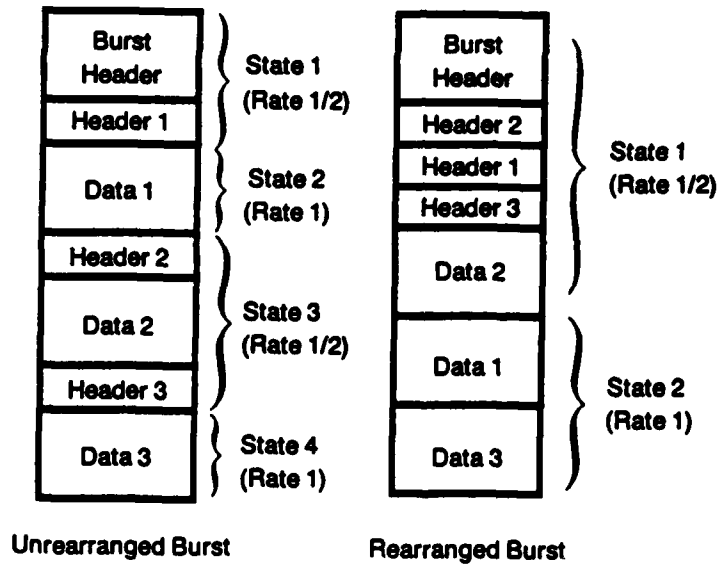 Burst
Header
State 1
(Rate 1/2)
Header 1
Data 1
State 2
(Rate 1)
Header 2
Data 2
State 3
(Rate 1/2)
Header 3
Data 3
State 4
(Rate 1)
Unrearranged Burst
Burst
Header
Header 2
Header 1
Header 3
State 1
(Rate 1/2)
Data 2
Data 1
State 2
(Rate 1)
Data 3
Rearranged Burst